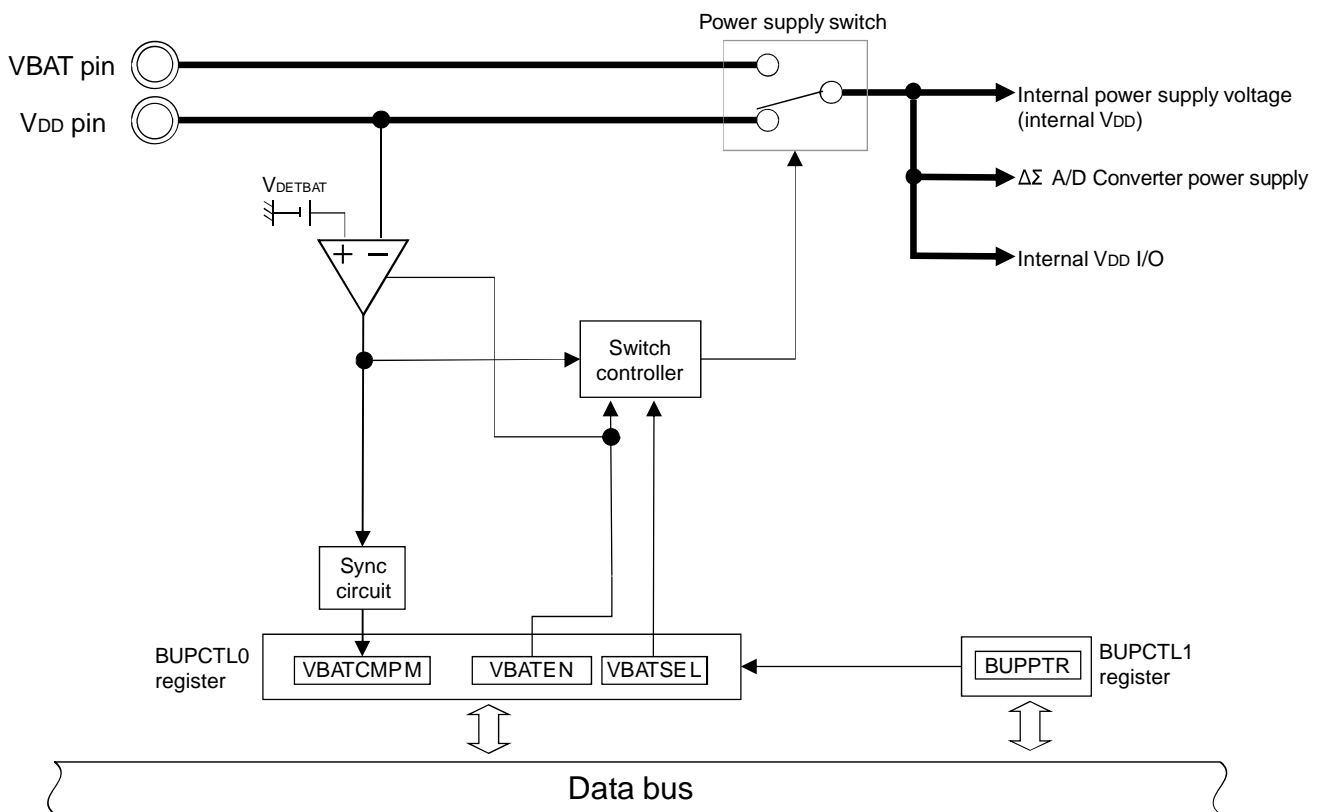 Power supply switch
VBAT pin
VDD pin
Internal power supply voltage
(internal VDD)
ΔΣ A/D Converter power supply
VDETBAT
+ −
Internal VDD I/O
Switch
controller
Sync
circuit
BUPCTL0
register
VBATCMPM
VBATEN
VBATSEL
BUPPTR
BUPCTL1
register
Data bus